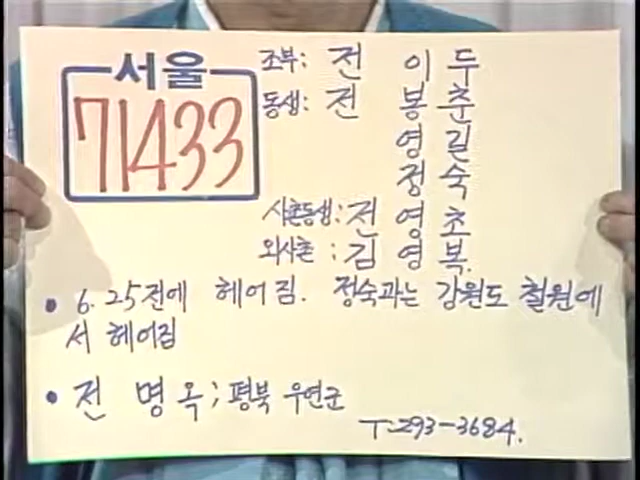 서울
71433
조부: 전 이 두
동생: 전 봉 춘
영 길
정 숙
사촌동생: 전 영 초
외사촌 : 김 영 복
• 6. 25전에 헤어짐. 정숙과는 강원도 철원에
서 헤어짐
• 전 명 옥; 평북 우연군
T.293-3684.